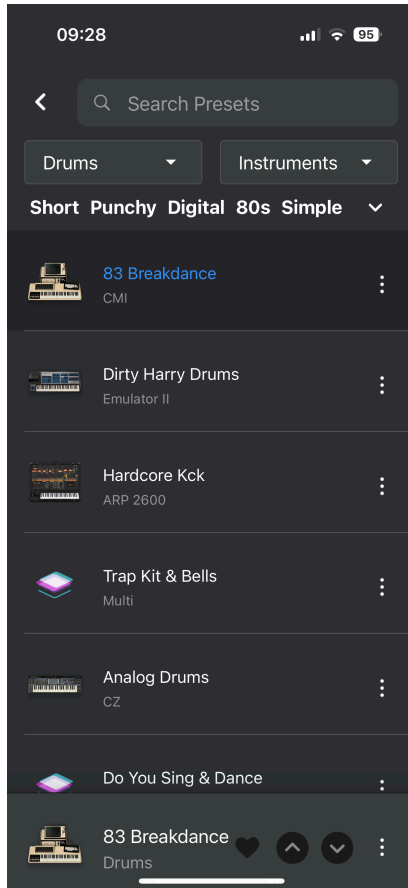 09:28 95
Search Presets
Drums Instruments
Short Punchy Digital 80s Simple
83 Breakdance
CMI
Dirty Harry Drums
Emulator II
Hardcore Kck
ARP 2600
Trap Kit & Bells
Multi
Analog Drums
CZ
Do You Sing & Dance
83 Breakdance
Drums